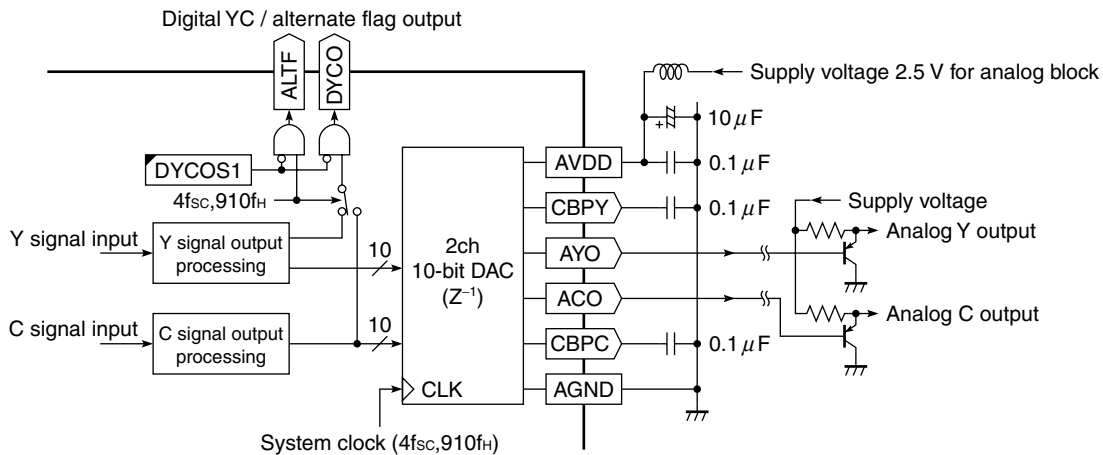 Digital YC / alternate flag output
ALTF
DYCO
Supply voltage 2.5 V for analog block
+
10 µF
DYCOS1
AVDD
0.1 µF
4fSC,910fH
CBPY
0.1 µF
Supply voltage
Y signal input
Y signal output
processing
10
2ch
10-bit DAC
(Z⁻¹)
AYO
Analog Y output
ACO
C signal input
C signal output
processing
10
CBPC
0.1 µF
Analog C output
CLK
AGND
System clock (4fSC,910fH)